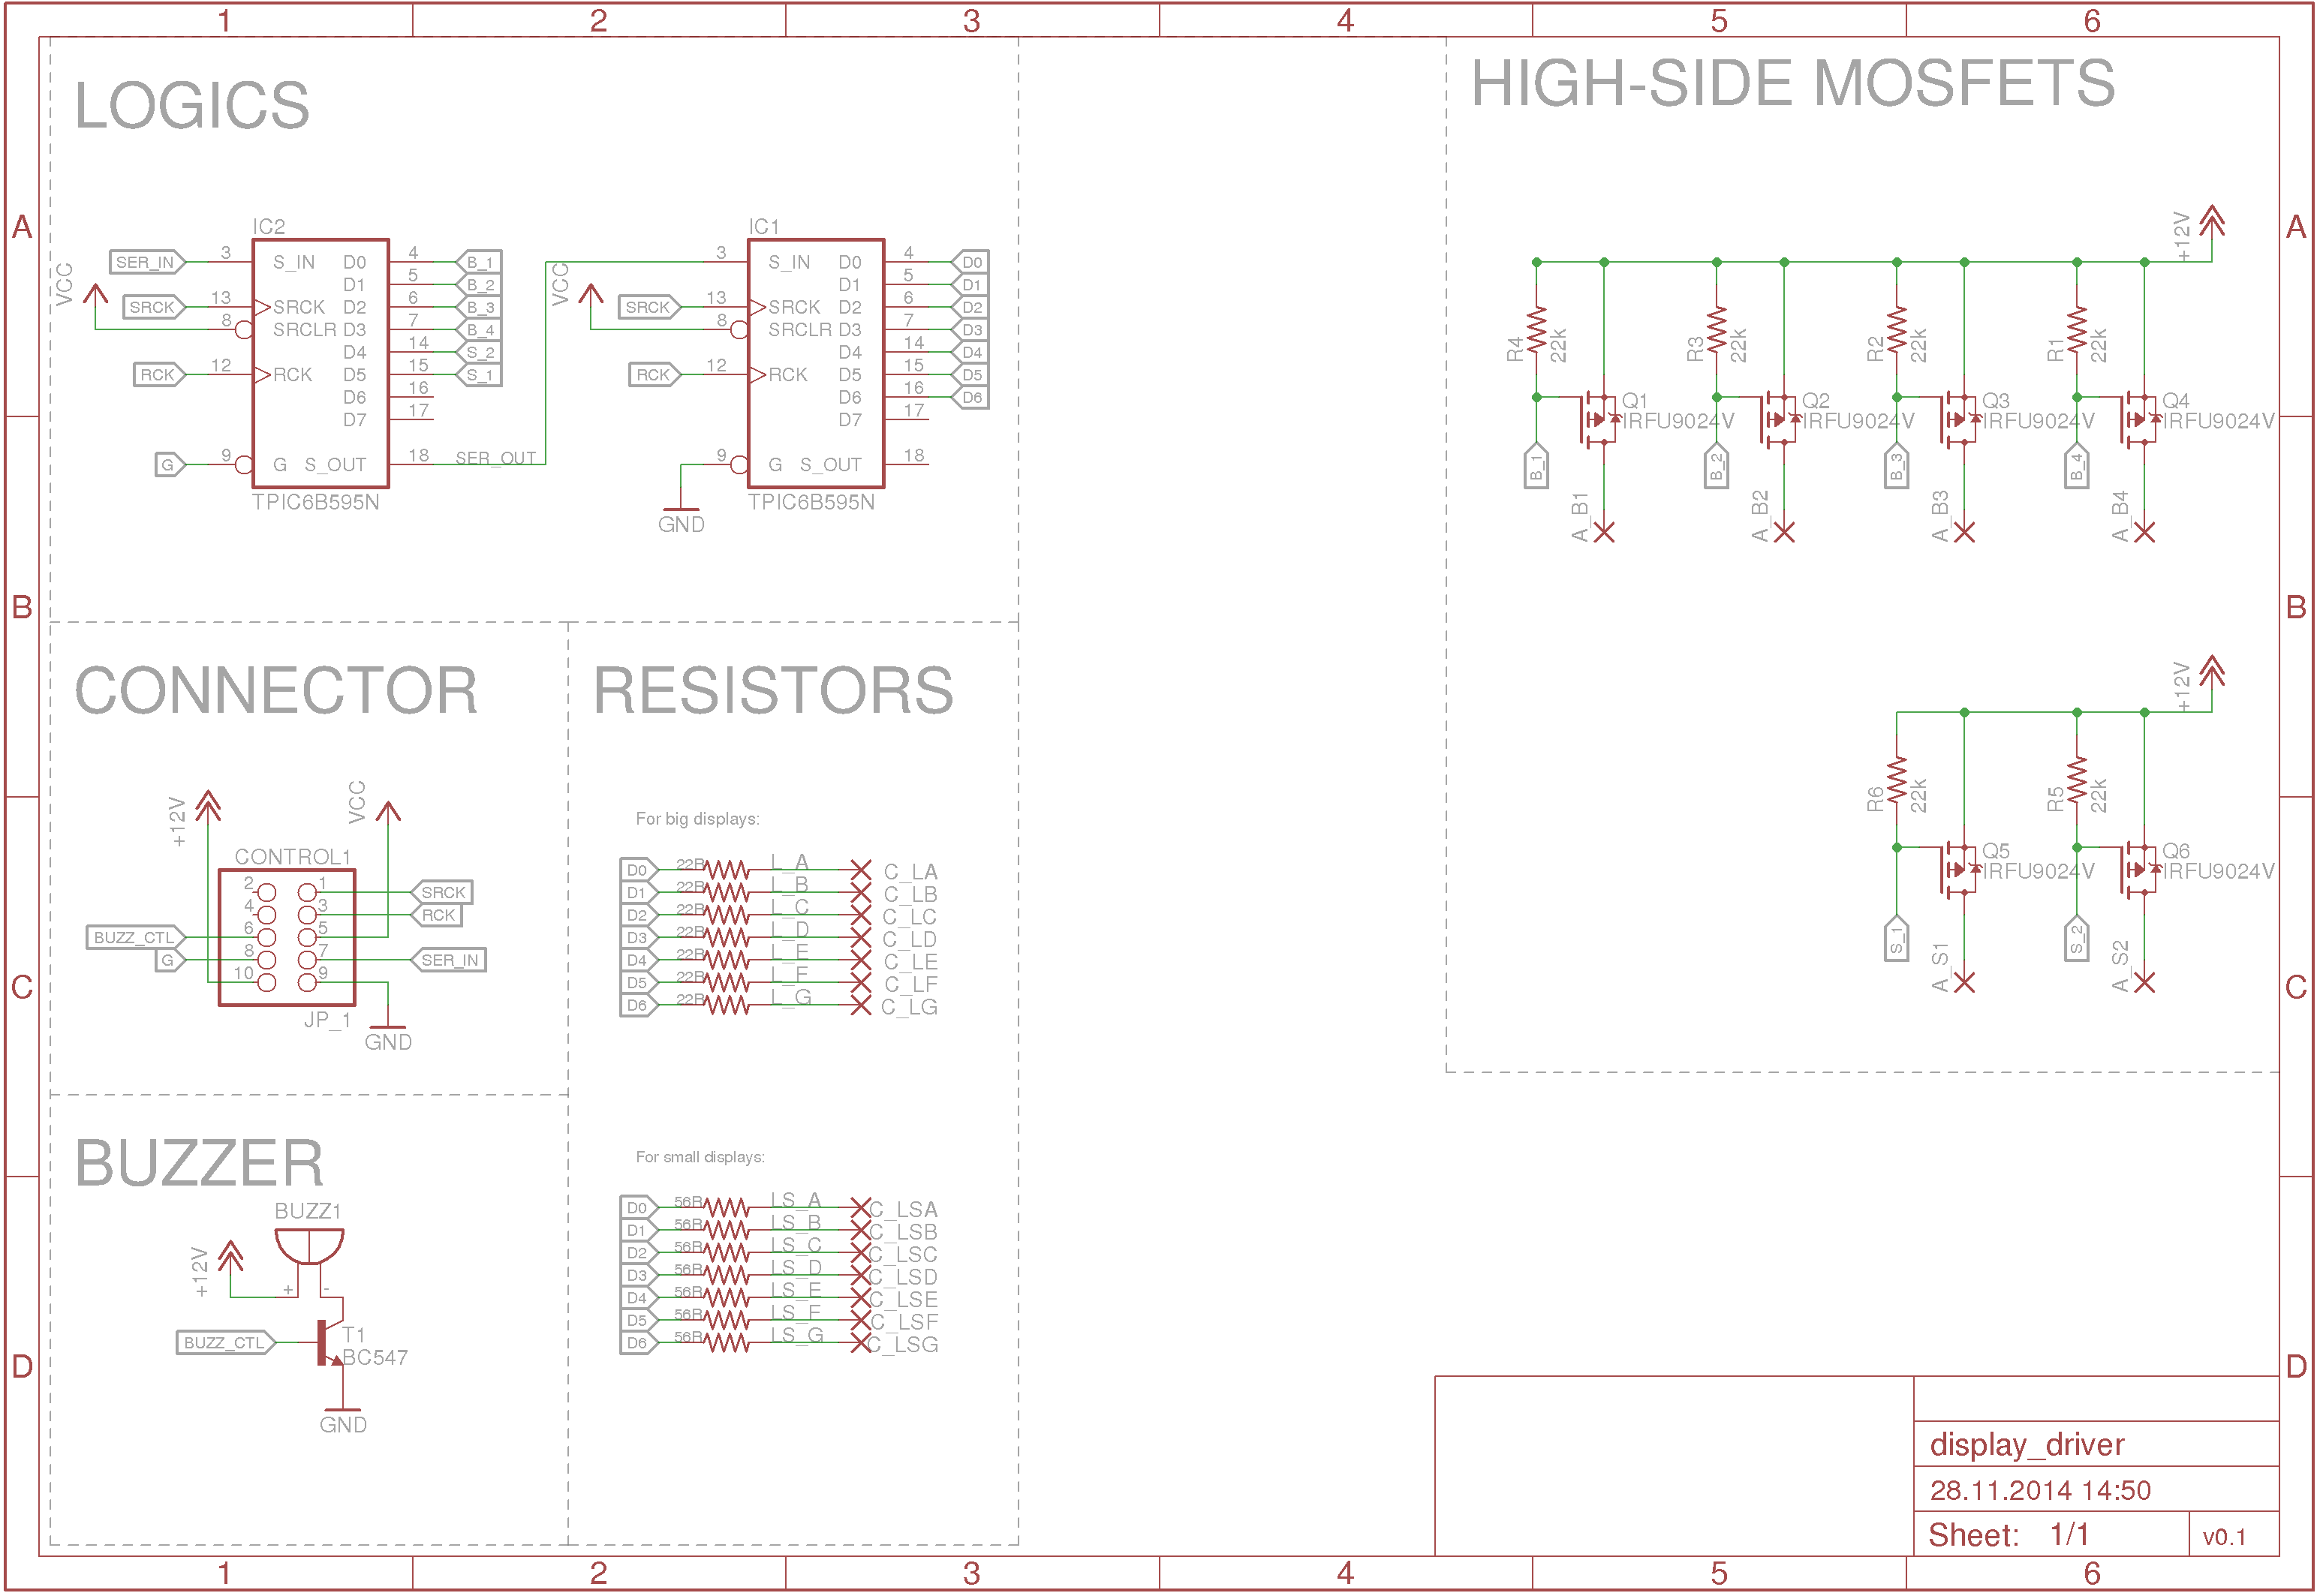 1 2 3 4 5 6
A A
B B
C C
D D
LOGICS
IC2
SER_IN 3 S_IN D0 4 B_1
D1 5 B_2
VCC
SRCK 13 SRCK D2 6 B_3
8 SRCLR D3 7 B_4
D4 14 S_2
RCK 12 RCK D5 15 S_1
D6 16
D7 17
G 9 G S_OUT 18 SER_OUT
TPIC6B595N
IC1
3 S_IN D0 4 D0
D1 5 D1
VCC
SRCK 13 SRCK D2 6 D2
8 SRCLR D3 7 D3
D4 14 D4
RCK 12 RCK D5 15 D5
D6 16 D6
D7 17
9 G S_OUT 18
TPIC6B595N
GND
HIGH-SIDE MOSFETS
+12V
R4 22k R3 22k R2 22k R1 22k
Q1 Q2 Q3 Q4
IRFU9024V IRFU9024V IRFU9024V IRFU9024V
B_1 B_2 B_3 B_4
A_B1 A_B2 A_B3 A_B4
+12V
R6 22k R5 22k
Q5 Q6
IRFU9024V IRFU9024V
S_1 S_2
A_S1 A_S2
CONNECTOR
+12V VCC
CONTROL1
2 1 SRCK
4 3 RCK
BUZZ_CTL 6 5
G 8 7 SER_IN
10 9
JP_1
GND
RESISTORS
For big displays:
D0 22R L_A C_LA
D1 22R L_B C_LB
D2 22R L_C C_LC
D3 22R L_D C_LD
D4 22R L_E C_LE
D5 22R L_F C_LF
D6 22R L_G C_LG
For small displays:
D0 56R LS_A C_LSA
D1 56R LS_B C_LSB
D2 56R LS_C C_LSC
D3 56R LS_D C_LSD
D4 56R LS_E C_LSE
D5 56R LS_F C_LSF
D6 56R LS_G C_LSG
BUZZER
BUZZ1
+12V
+ -
BUZZ_CTL
T1
BC547
GND
display_driver
28.11.2014 14:50
Sheet: 1/1 v0.1
1 2 3 4 5 6